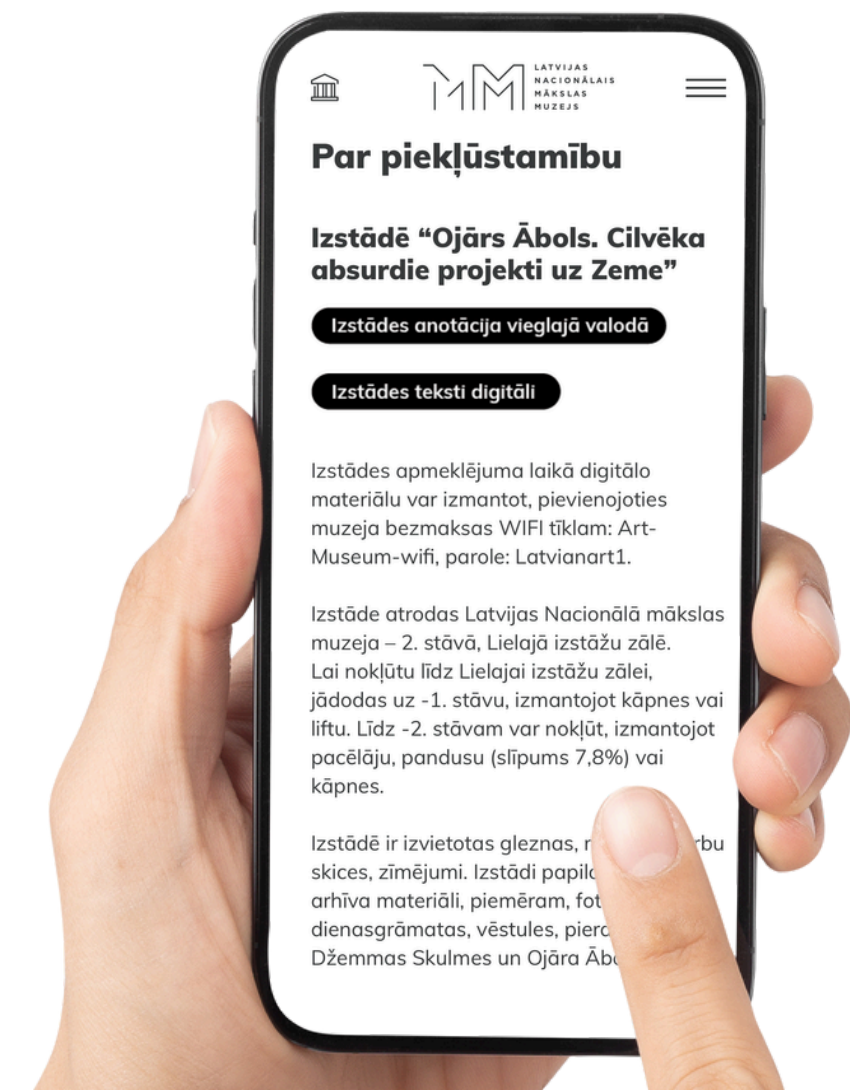 LATVIJAS
NACIONĀLAIS
MĀKSLAS
MUZEJS
Par piekļūstamību
Izstādē “Ojārs Ābols. Cilvēka
absurdie projekti uz Zeme”
Izstādes anotācija vieglajā valodā
Izstādes teksti digitāli
Izstādes apmeklējuma laikā digitālo
materiālu var izmantot, pievienojoties
muzeja bezmaksas WIFI tīklam: Art-
Museum-wifi, parole: Latvianart1.
Izstāde atrodas Latvijas Nacionālā mākslas
muzeja – 2. stāvā, Lielajā izstāžu zālē.
Lai nokļūtu līdz Lielajai izstāžu zālei,
jādodas uz -1. stāvu, izmantojot kāpnes vai
liftu. Līdz -2. stāvam var nokļūt, izmantojot
pacēlāju, pandusu (slīpums 7,8%) vai
kāpnes.
Izstādē ir izvietotas gleznas,
skices, zīmējumi. Izstādi
arhīva materiāli, piemēram,
dienasgrāmatas, vēstules,
Džemmas Skulmes un Ojāra